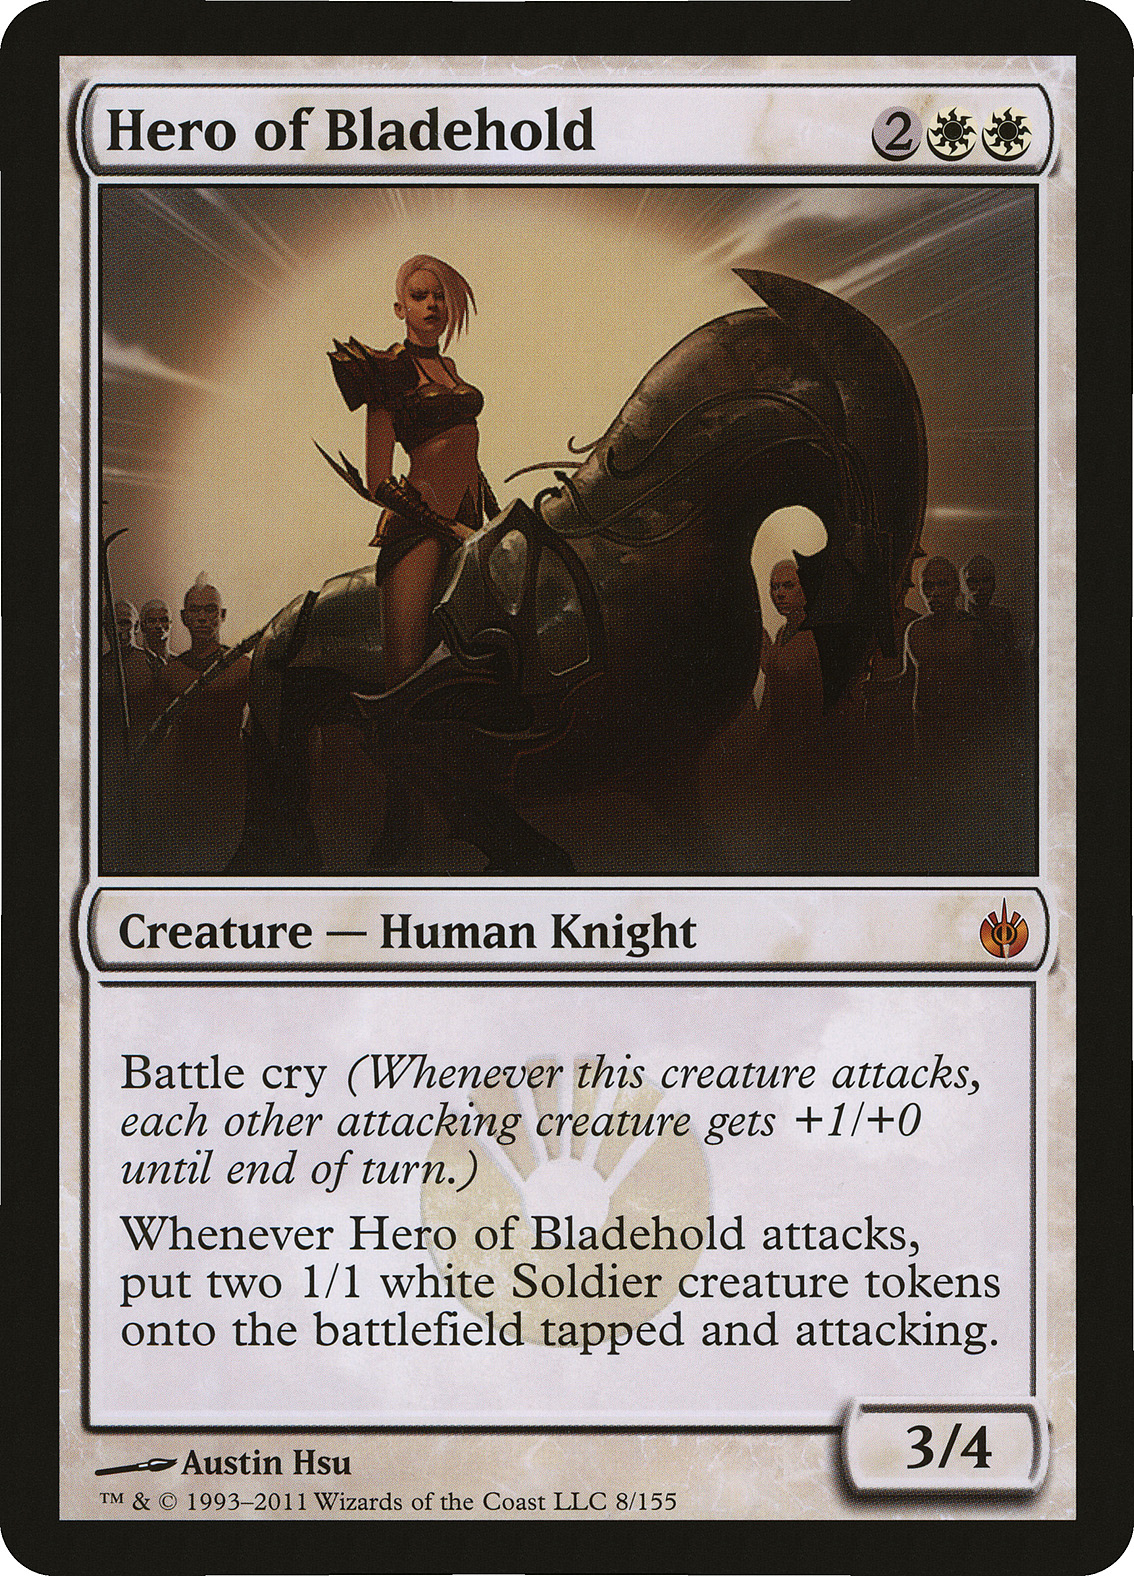 Hero of Bladehold 2
Creature — Human Knight
Battle cry (Whenever this creature attacks,
each other attacking creature gets +1/+0
until end of turn.)
Whenever Hero of Bladehold attacks,
put two 1/1 white Soldier creature tokens
onto the battlefield tapped and attacking.
3/4
Austin Hsu
™ & © 1993–2011 Wizards of the Coast LLC 8/155